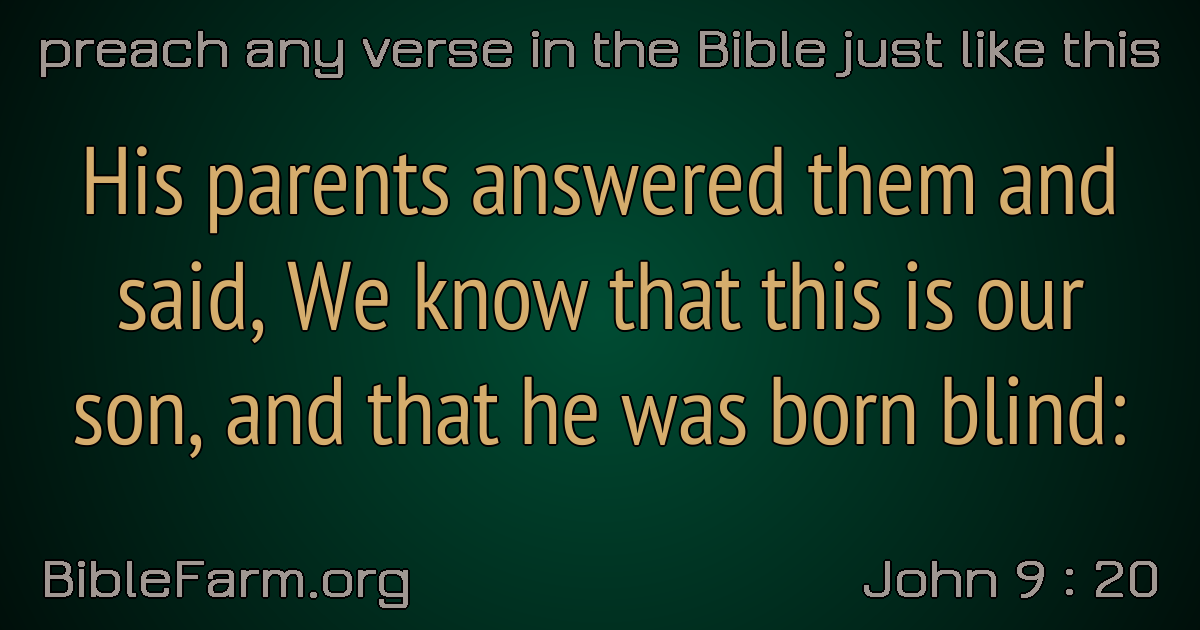 preach any verse in the Bible just like this
His parents answered them and
said, We know that this is our
son, and that he was born blind:
BibleFarm.org
John 9 : 20